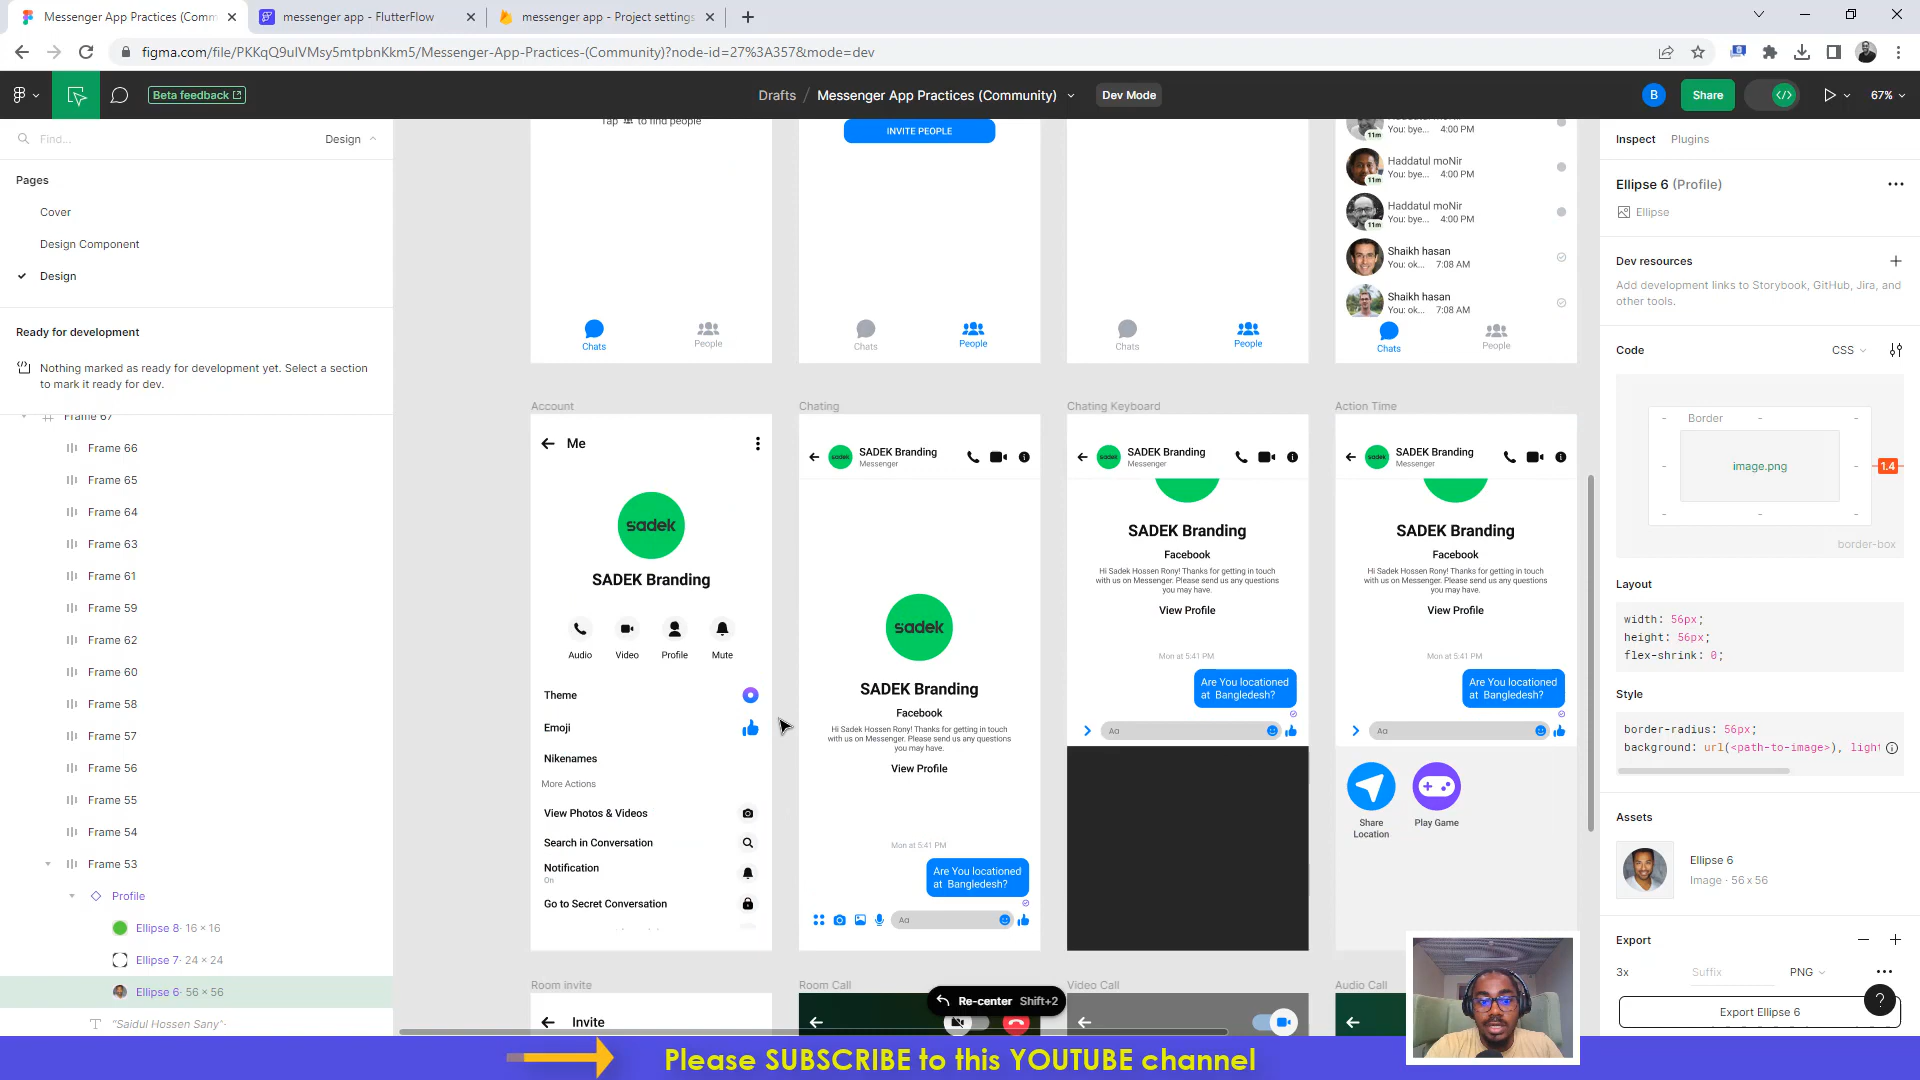 Messenger App Practices (Comm
messenger app - FlutterFlow
messenger app - Project settings
figma.com/file/PKKqQ9ulVMsy5mtpbnKkm5/Messenger-App-Practices-(Community)?node-id=27%3A357&mode=dev
Beta feedback
Drafts / Messenger App Practices (Community)
Dev Mode
B
Share
67%
Find...
Design
Pages
Cover
Design Component
Design
Ready for development
Nothing marked as ready for development yet. Select a section
to mark it ready for dev.
Frame 67
Frame 66
Frame 65
Frame 64
Frame 63
Frame 61
Frame 59
Frame 62
Frame 60
Frame 58
Frame 57
Frame 56
Frame 55
Frame 54
Frame 53
Profile
Ellipse 8 · 16 × 16
Ellipse 7 · 24 × 24
Ellipse 6 · 56 × 56
"Saidul Hossen Sany" ·
Tap to find people
Chats
People
INVITE PEOPLE
Chats
People
Chats
People
11m
You: bye... 4:00 PM
Haddatul moNir
11m
You: bye... 4:00 PM
Haddatul moNir
11m
You: bye... 4:00 PM
Shaikh hasan
You: ok... 7:08 AM
Shaikh hasan
You: ok... 7:08 AM
Chats
People
Account
Me
sadek
SADEK Branding
Audio
Video
Profile
Mute
Theme
Emoji
Nikenames
More Actions
View Photos & Videos
Search in Conversation
Notification
On
Go to Secret Conversation
Chating
sadek
SADEK Branding
Messenger
sadek
SADEK Branding
Facebook
Hi Sadek Hossen Rony! Thanks for getting in touch
with us on Messenger. Please send us any questions
you may have.
View Profile
Mon at 5:41 PM
Are You locationed
at Bangledesh?
Aa
Chating Keyboard
sadek
SADEK Branding
Messenger
SADEK Branding
Facebook
Hi Sadek Hossen Rony! Thanks for getting in touch
with us on Messenger. Please send us any questions
you may have.
View Profile
Mon at 5:41 PM
Are You locationed
at Bangledesh?
Aa
Action Time
sadek
SADEK Branding
Messenger
SADEK Branding
Facebook
Hi Sadek Hossen Rony! Thanks for getting in touch
with us on Messenger. Please send us any questions
you may have.
View Profile
Mon at 5:41 PM
Are You locationed
at Bangledesh?
Aa
Share
Location
Play Game
Room invite
Invite
Room Call
Video Call
Audio Call
Re-center Shift+2
Inspect
Plugins
Ellipse 6 (Profile)
Ellipse
Dev resources
Add development links to Storybook, GitHub, Jira, and
other tools.
Code
CSS
Border
image.png
1.4
border-box
Layout
width: 56px;
height: 56px;
flex-shrink: 0;
Style
border-radius: 56px;
background: url(<path-to-image>), light
Assets
Ellipse 6
Image · 56 x 56
Export
3x
Suffix
PNG
Export Ellipse 6
?
Please SUBSCRIBE to this YOUTUBE channel